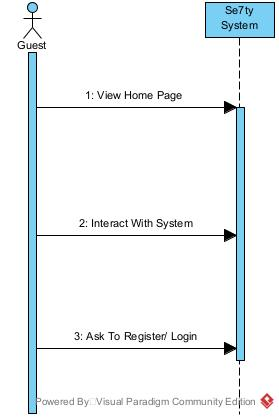 Se7ty
System
Guest
1: View Home Page
2: Interact With System
3: Ask To Register/ Login
Powered By Visual Paradigm Community Edition